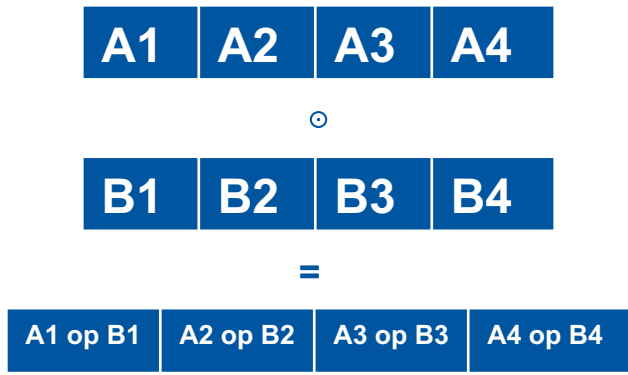 A1 A2 A3 A4
⊙
B1 B2 B3 B4
=
A1 op B1 A2 op B2 A3 op B3 A4 op B4